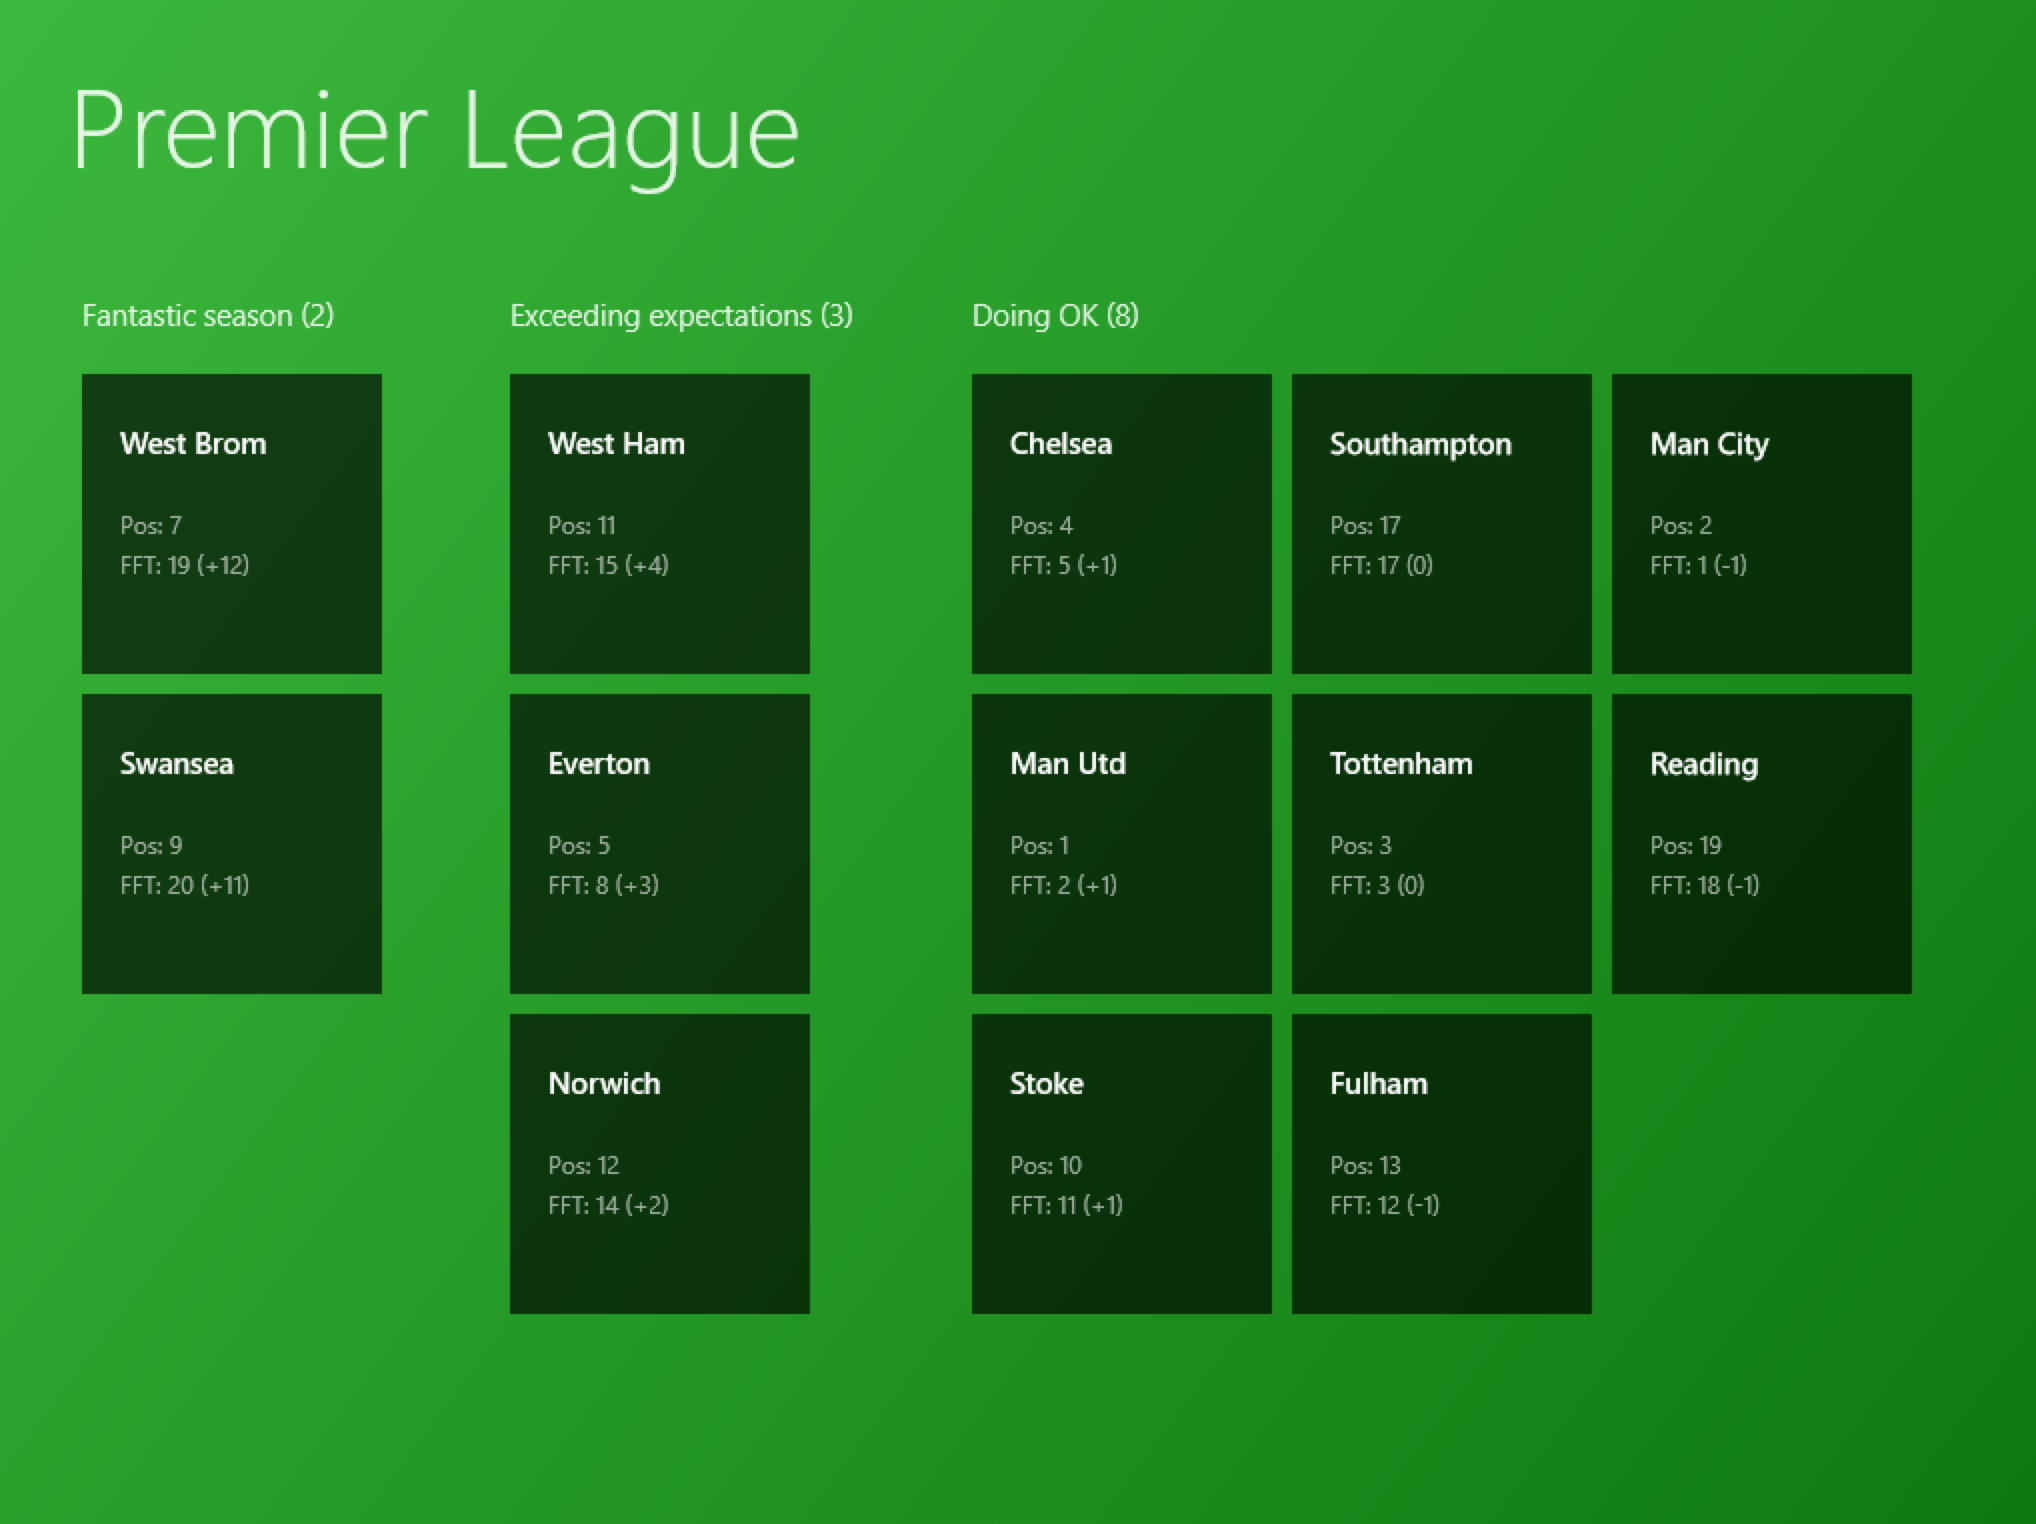 Premier League
Fantastic season (2)
West Brom
Pos: 7
FFT: 19 (+12)
Swansea
Pos: 9
FFT: 20 (+11)
Exceeding expectations (3)
West Ham
Pos: 11
FFT: 15 (+4)
Everton
Pos: 5
FFT: 8 (+3)
Norwich
Pos: 12
FFT: 14 (+2)
Doing OK (8)
Chelsea
Pos: 4
FFT: 5 (+1)
Man Utd
Pos: 1
FFT: 2 (+1)
Stoke
Pos: 10
FFT: 11 (+1)
Southampton
Pos: 17
FFT: 17 (0)
Tottenham
Pos: 3
FFT: 3 (0)
Fulham
Pos: 13
FFT: 12 (-1)
Man City
Pos: 2
FFT: 1 (-1)
Reading
Pos: 19
FFT: 18 (-1)